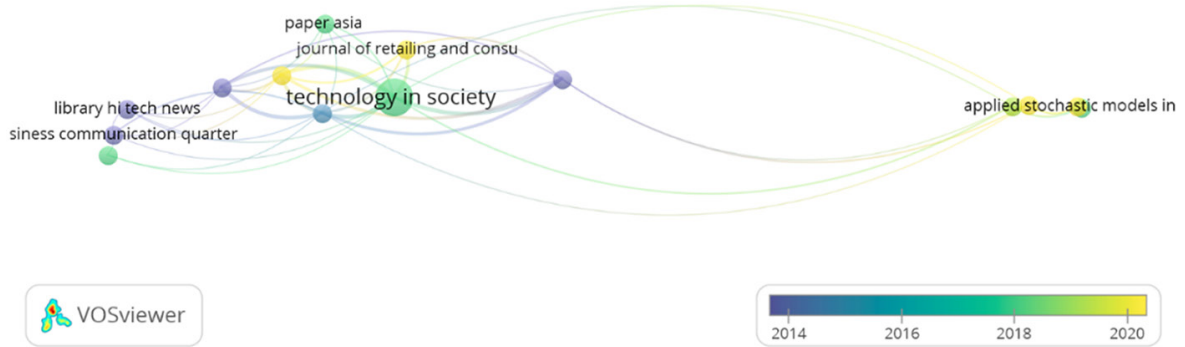 paper asia
journal of retailing and consu
technology in society
library hi tech news
siness communication quarter
applied stochastic models in
VOSviewer
2014 2016 2018 2020